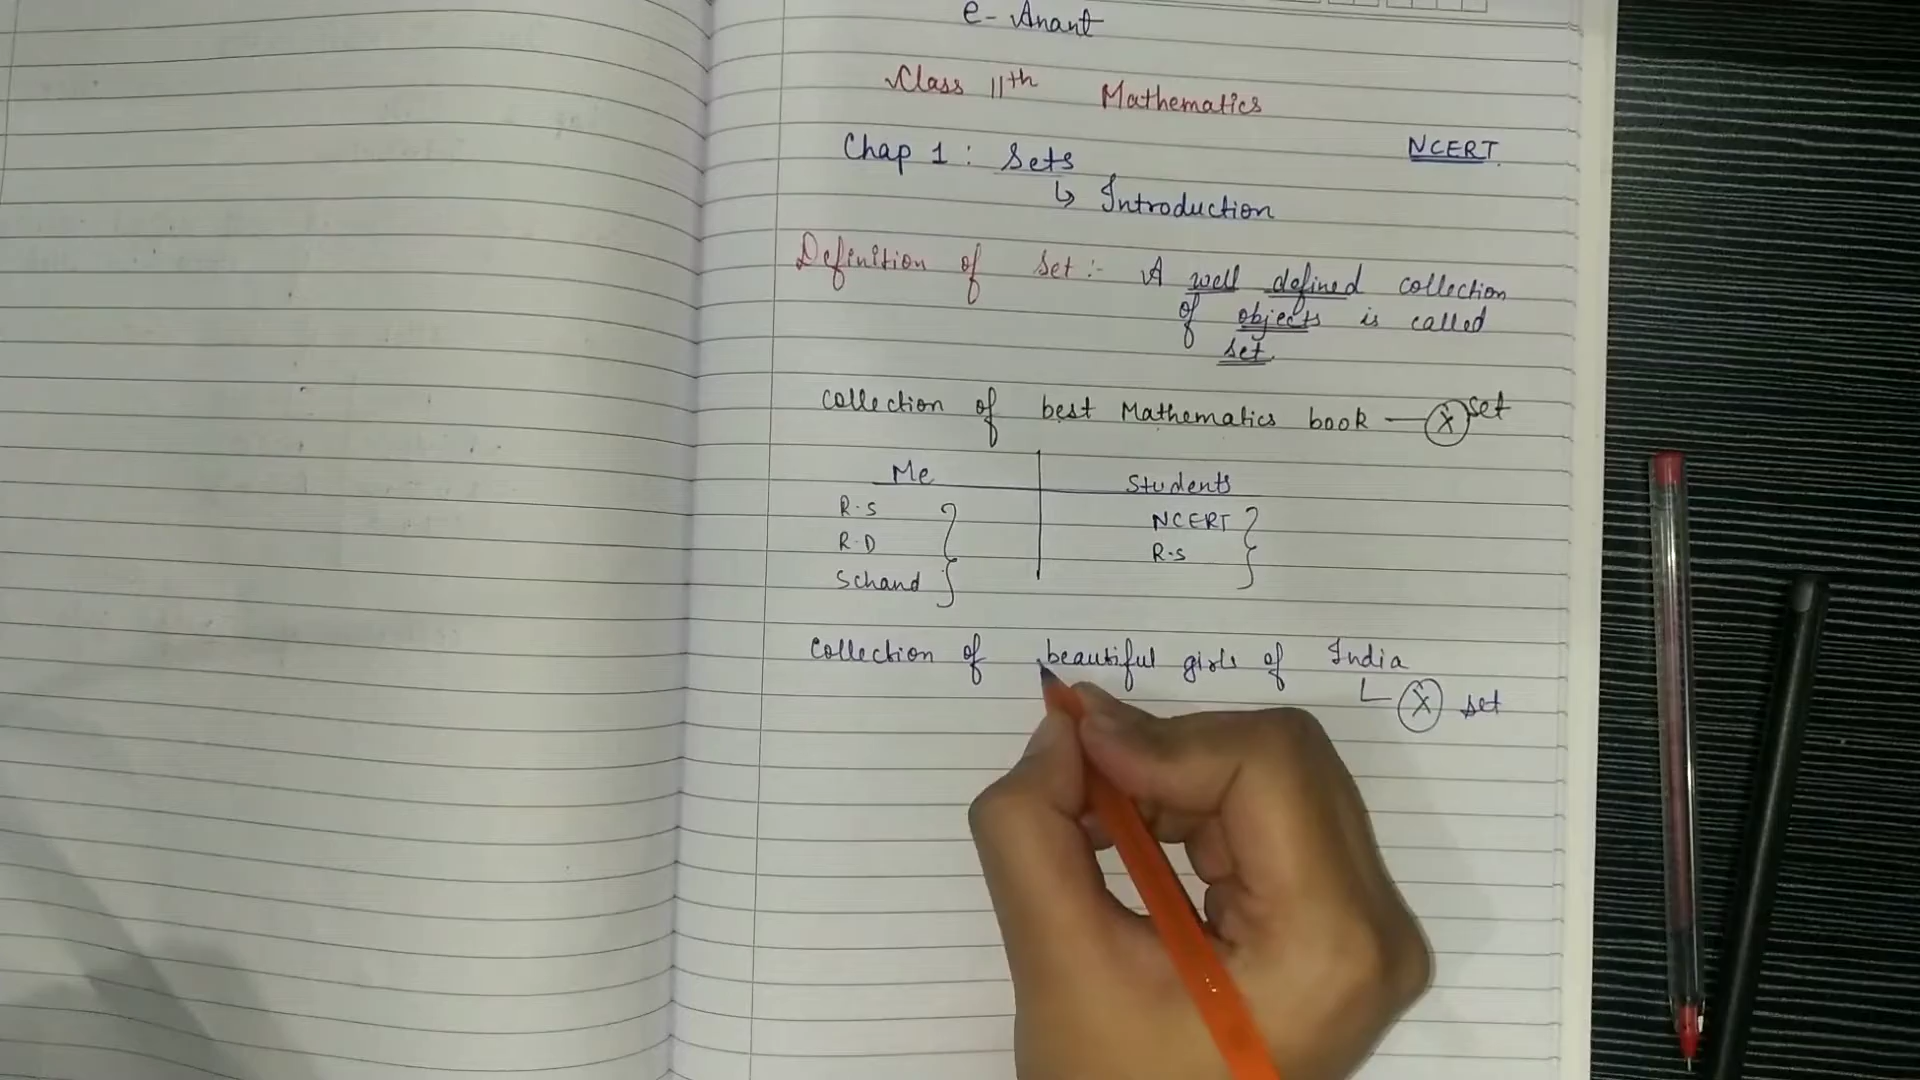 e- Anant
Class 11th Mathematics
Chap 1 : Sets NCERT
↳ Introduction
Definition of set :- A well defined collection
of objects is called
set.
Collection of best Mathematics book — X set
Me Students
R.S NCERT
R.D R.S
Schand
Collection of beautiful girls of India
X set